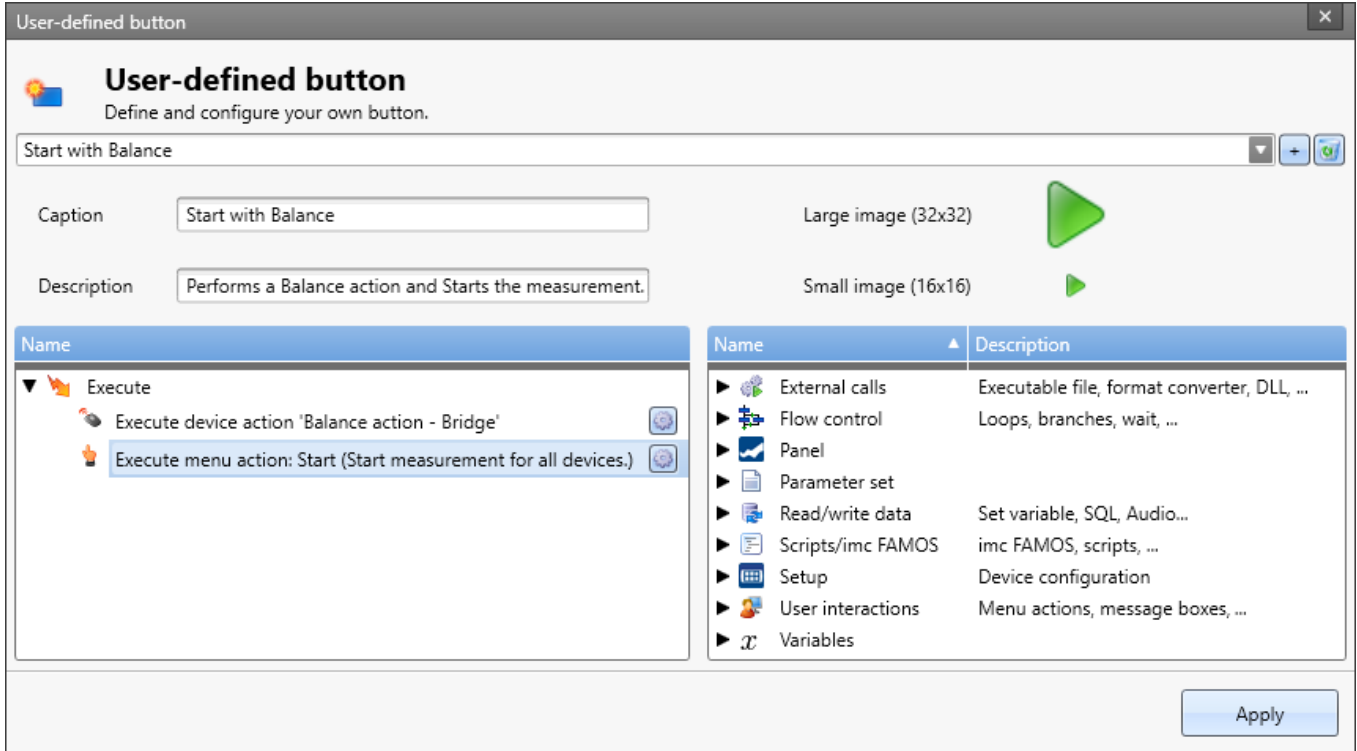 User-defined button
User-defined button
Define and configure your own button.
Start with Balance
+
Caption
Start with Balance
Large image (32x32)
Description
Performs a Balance action and Starts the measurement.
Small image (16x16)
Name
Execute
Execute device action 'Balance action - Bridge'
Execute menu action: Start (Start measurement for all devices.)
Name Description
External calls Executable file, format converter, DLL, ...
Flow control Loops, branches, wait, ...
Panel
Parameter set
Read/write data Set variable, SQL, Audio...
Scripts/imc FAMOS imc FAMOS, scripts, ...
Setup Device configuration
User interactions Menu actions, message boxes, ...
x Variables
Apply